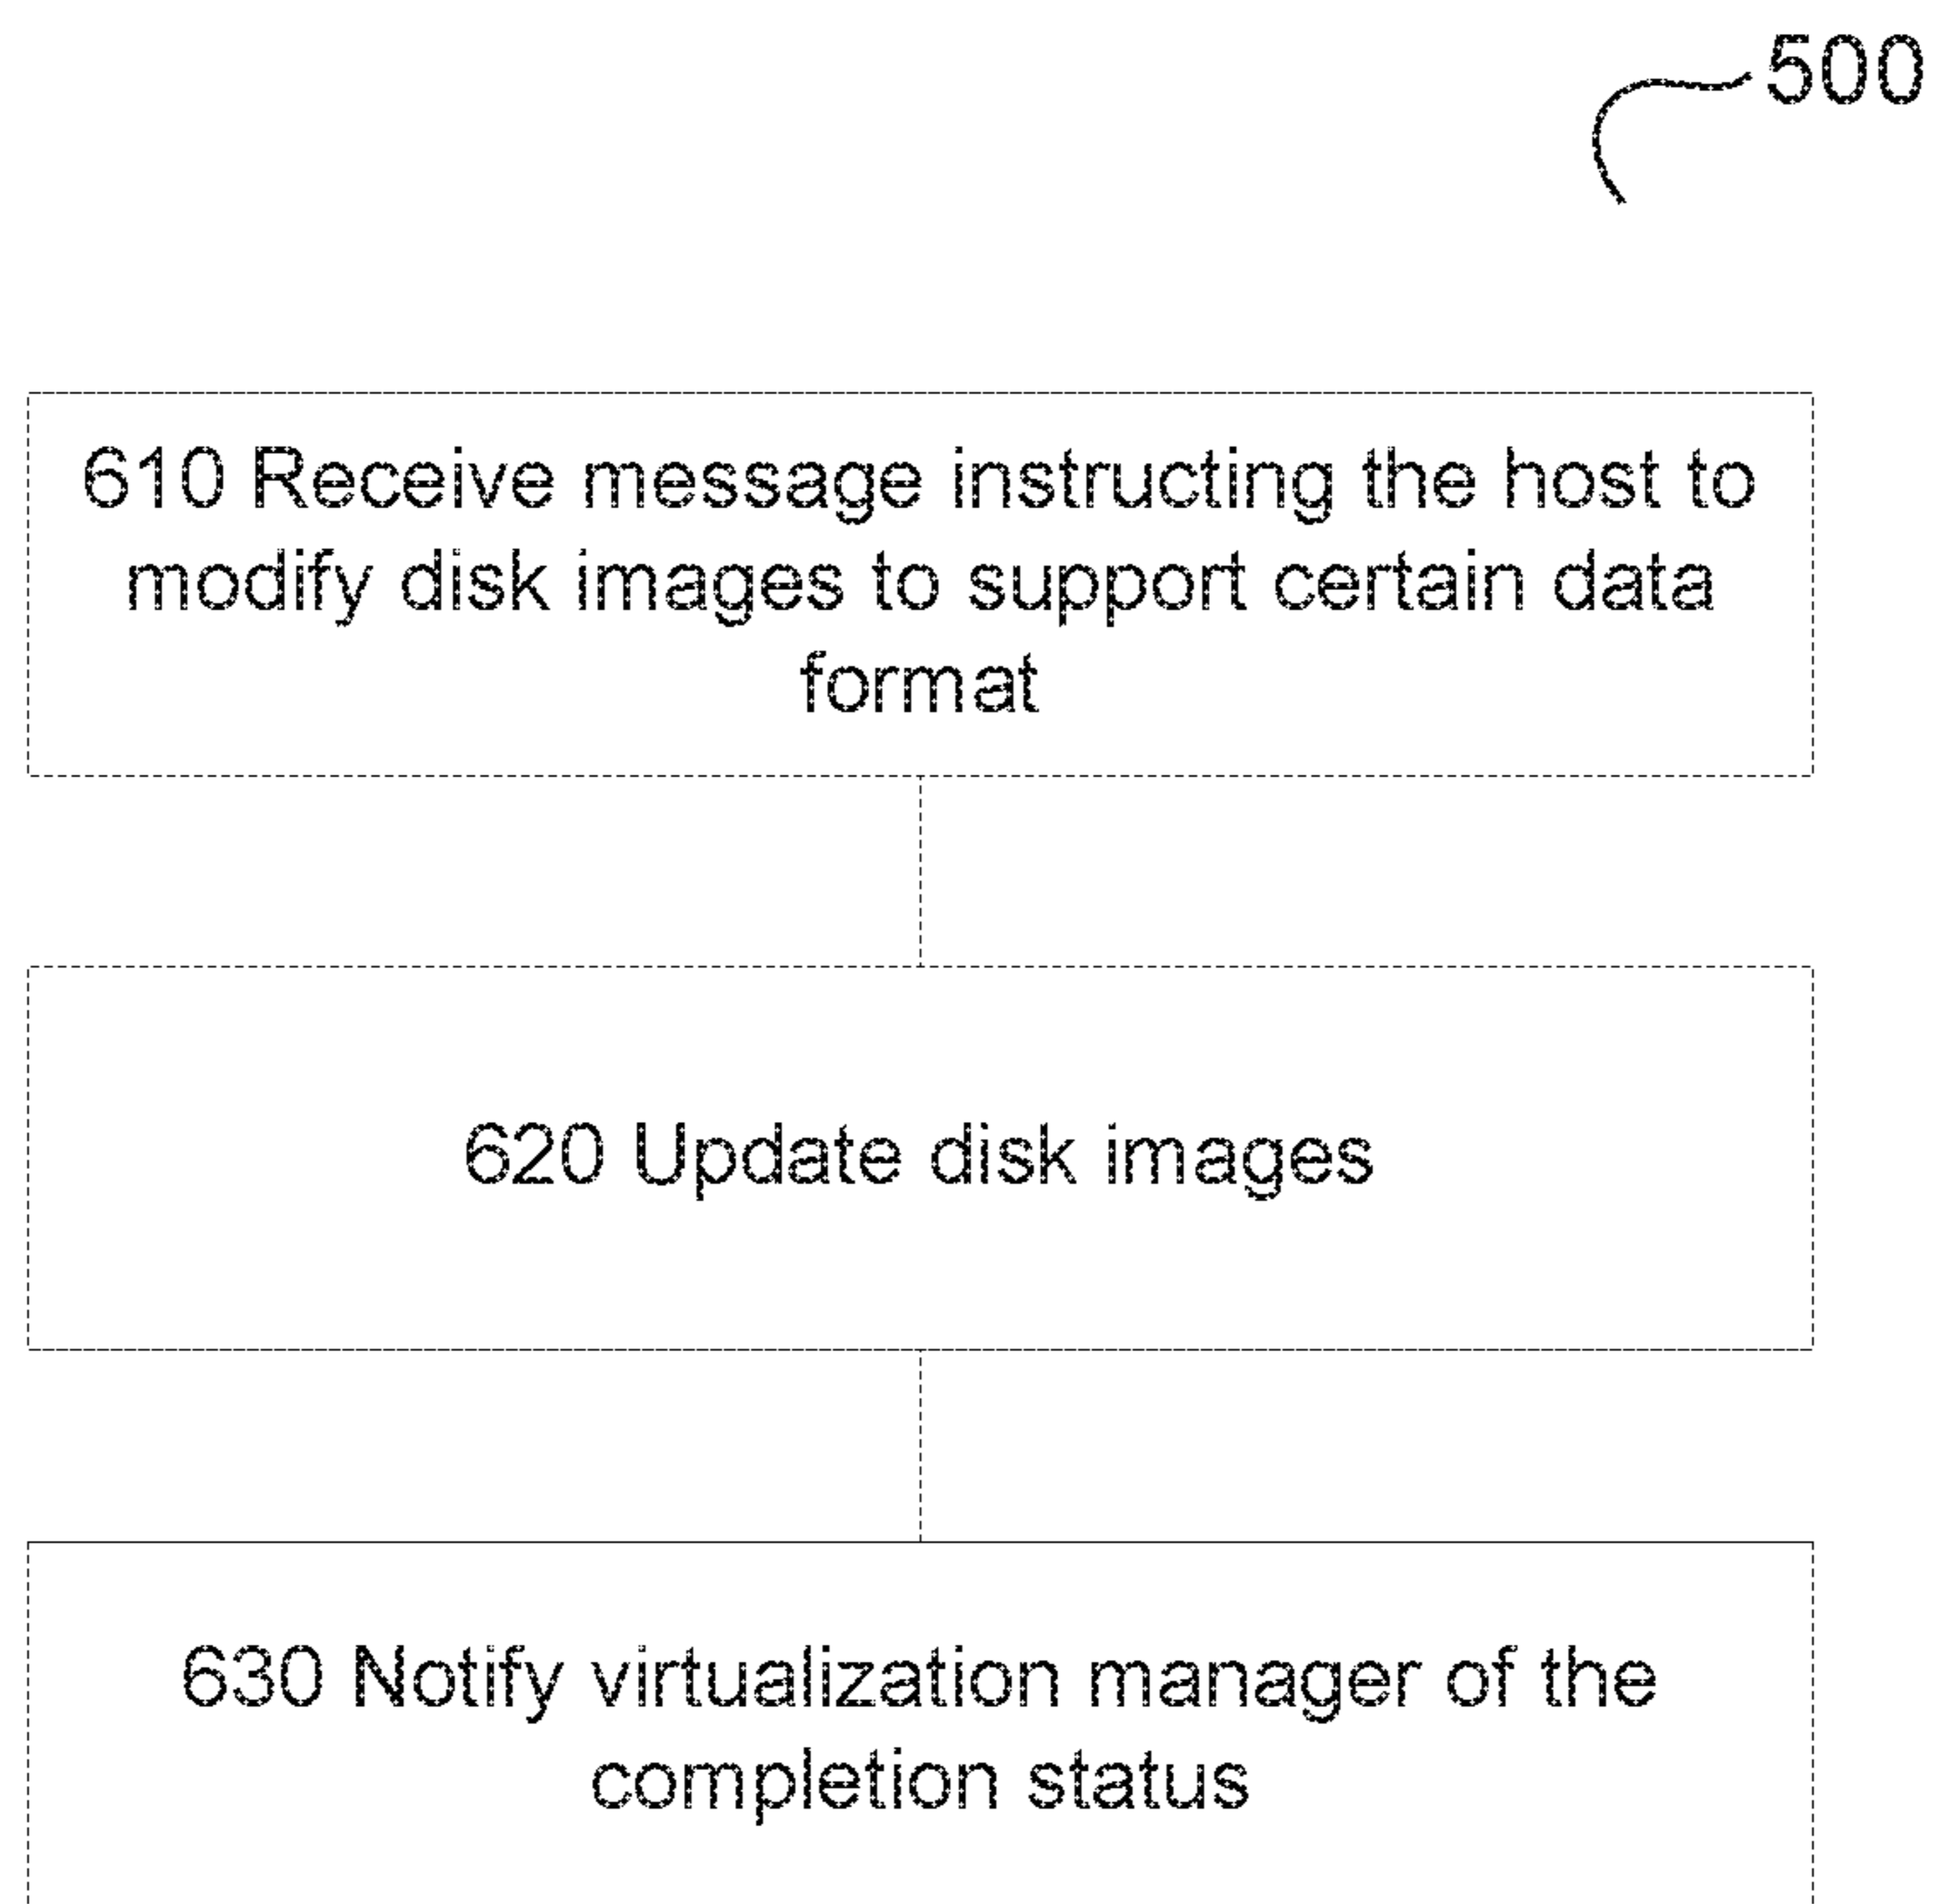 500
610 Receive message instructing the host to
modify disk images to support certain data
format
620 Update disk images
630 Notify virtualization manager of the
completion status